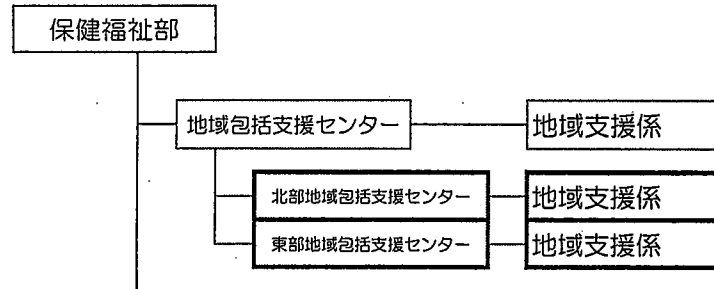 保健福祉部
地域包括支援センター
地域支援係
北部地域包括支援センター
地域支援係
東部地域包括支援センター
地域支援係